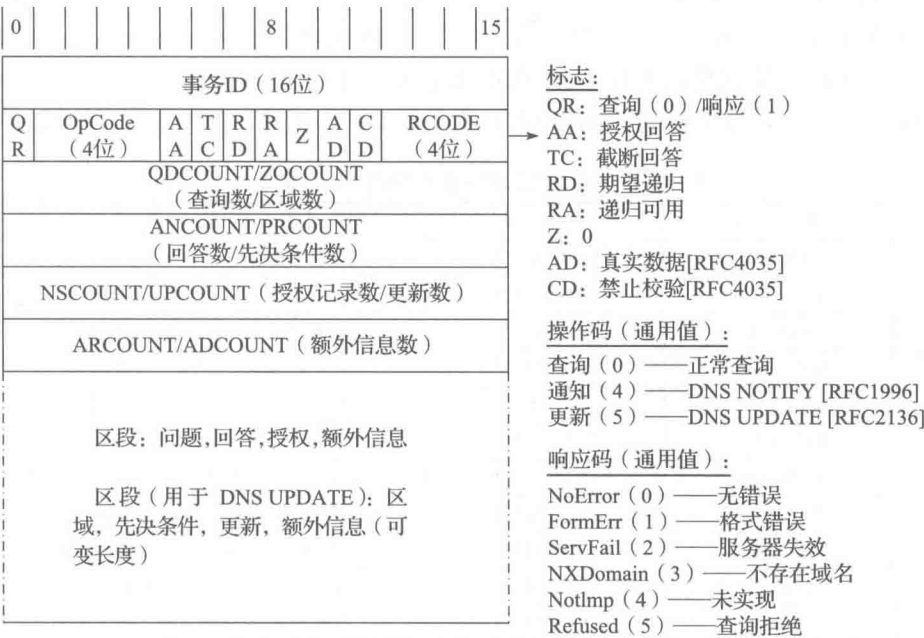 0 8 15
事务ID（16位）
QR OpCode（4位） AA TC RD RA Z AD CD RCODE（4位）
QDCOUNT/ZOCOUNT
（查询数/区域数）
ANCOUNT/PRCOUNT
（回答数/先决条件数）
NSCOUNT/UPCOUNT（授权记录数/更新数）
ARCOUNT/ADCOUNT（额外信息数）
区段：问题,回答,授权,额外信息
区段（用于 DNS UPDATE）：区
域，先决条件，更新，额外信息（可
变长度）
标志：
QR：查询（0）/响应（1）
AA：授权回答
TC：截断回答
RD：期望递归
RA：递归可用
Z：0
AD：真实数据[RFC4035]
CD：禁止校验[RFC4035]
操作码（通用值）：
查询（0）——正常查询
通知（4）——DNS NOTIFY [RFC1996]
更新（5）——DNS UPDATE [RFC2136]
响应码（通用值）：
NoError（0）——无错误
FormErr（1）——格式错误
ServFail（2）——服务器失效
NXDomain（3）——不存在域名
NotImp（4）——未实现
Refused（5）——查询拒绝